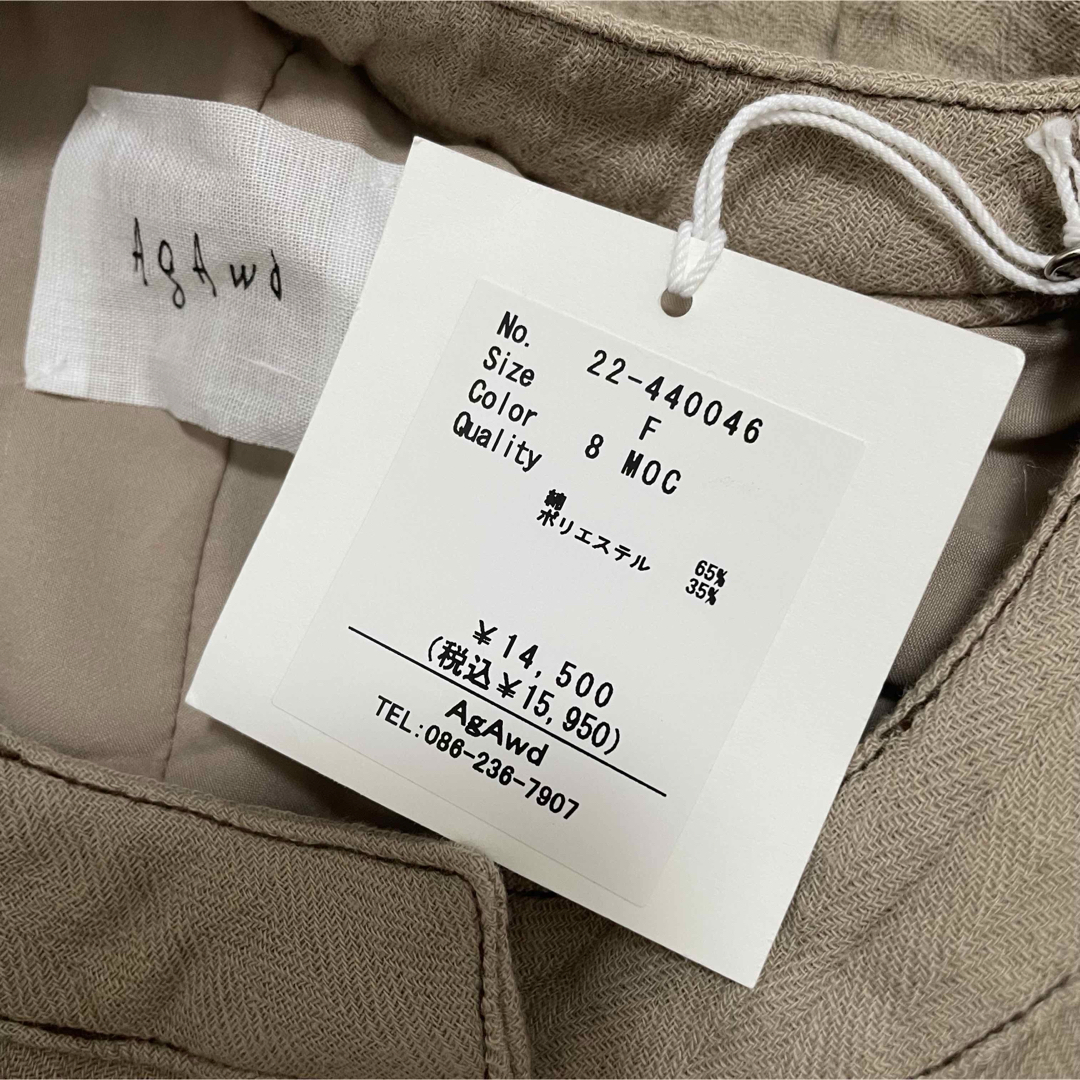 AgAwd
No. 22-440046
Size F
Color 8 MOC
Quality
綿 65%
ポリエステル 35%
¥14,500
(税込¥15,950)
AgAwd
TEL:086-236-7907